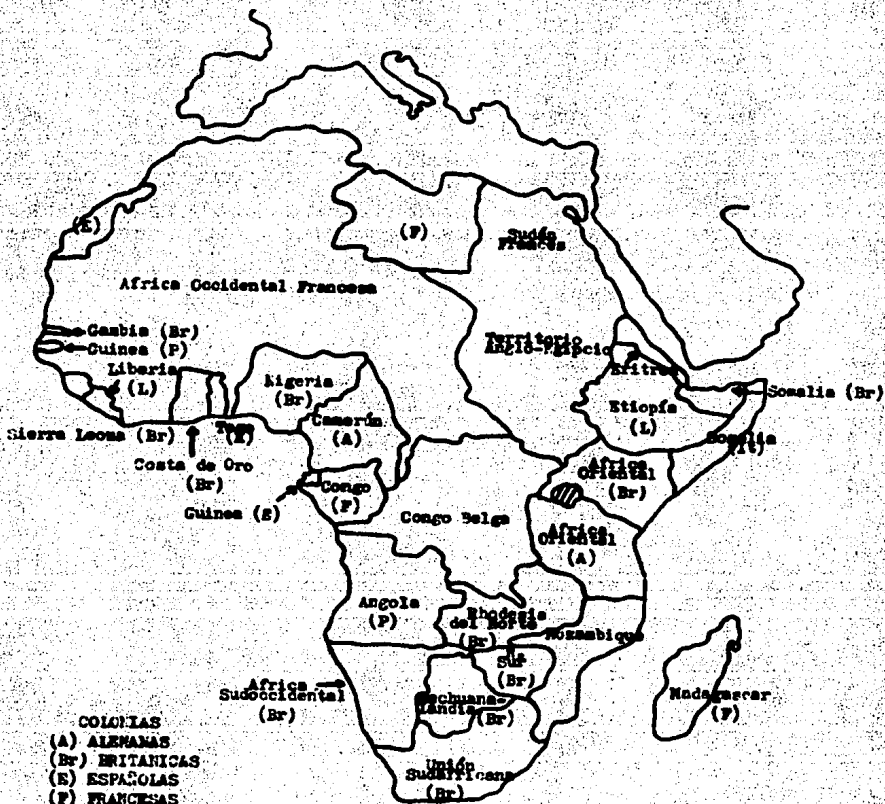 (E)
(F)
Sudán
Francés
Africa Occidental Francesa
Gambia (Br)
Guinea (P)
Liberia
(L)
Territorio
Anglo-Egipcio
Eritrea
Somalia (Br)
Nigeria
(Br)
Etiopía
(L)
Camerún
(A)
Sierra Leona (Br)
Togo
Somalia
(It)
Costa de Oro
(Br)
Africa
Oriental
(Br)
Congo
(F)
Guinea (E)
Congo Belga
Africa
Oriental
(A)
Angola
(P)
Rhodesia
del Norte
(Br)
Mozambique
Sur
(Br)
Africa
Sudoccidental
(Br)
Bechuana-
landia
(Br)
Madagascar
(F)
Unión
Sudafricana
(Br)
COLONIAS
(A) ALEMANAS
(Br) BRITANICAS
(E) ESPAÑOLAS
(F) FRANCESAS